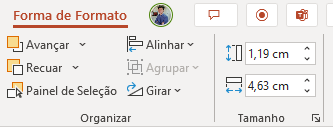 Forma de Formato
Avançar Alinhar 1,19 cm
Recuar Agrupar 4,63 cm
Painel de Seleção Girar
Organizar Tamanho